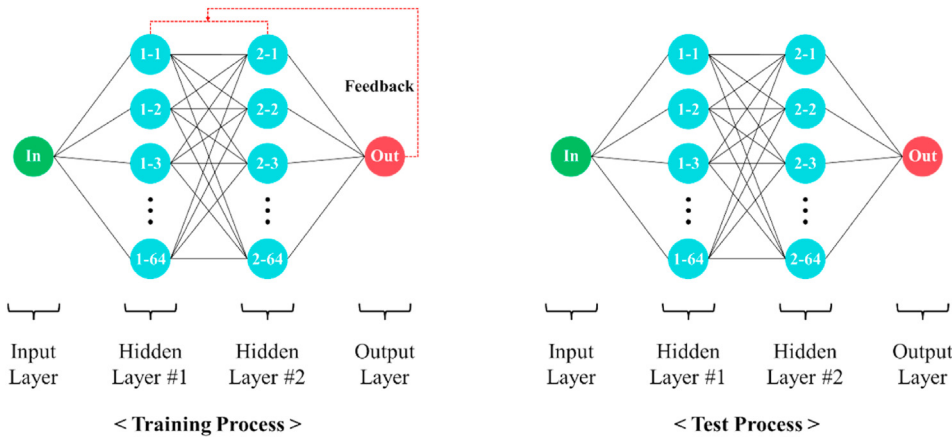 1-1 2-1 1-1 2-1
Feedback
1-2 2-2 1-2 2-2
In 1-3 2-3 Out In 1-3 2-3 Out
1-64 2-64 1-64 2-64
Input Hidden Hidden Output Input Hidden Hidden Output
Layer Layer #1 Layer #2 Layer Layer Layer #1 Layer #2 Layer
< Training Process > < Test Process >